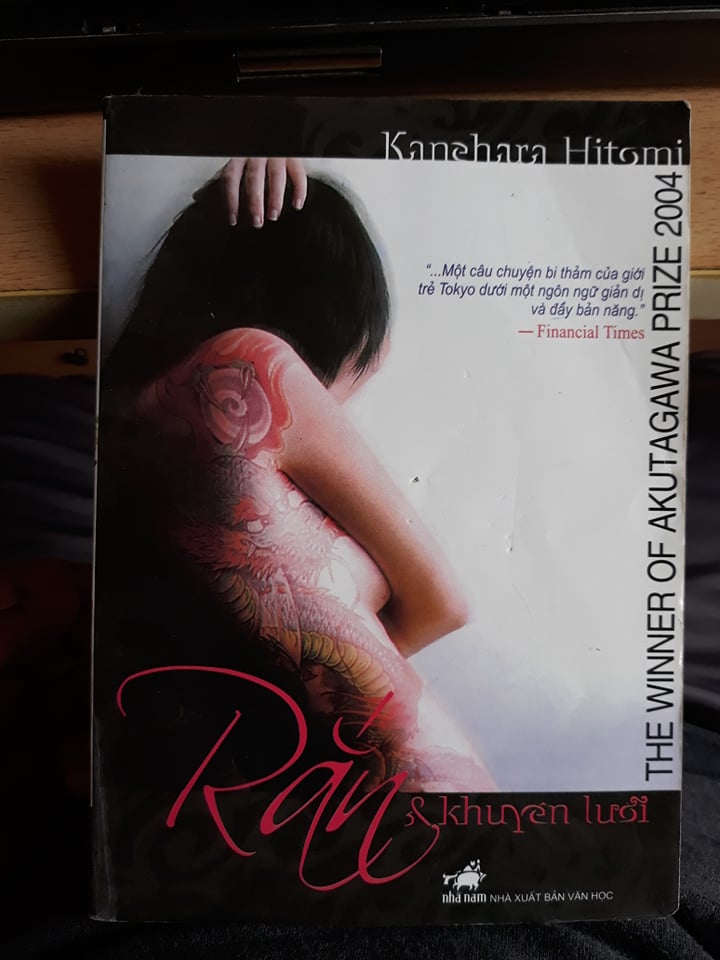 Kanehara Hitomi
"...Một câu chuyện bi thảm của giới
trẻ Tokyo dưới một ngôn ngữ giản dị
và đầy bản năng."
— Financial Times
THE WINNER OF AKUTAGAWA PRIZE 2004
Rắn
& khuyên lưỡi
nhã nam NHÀ XUẤT BẢN VĂN HỌC